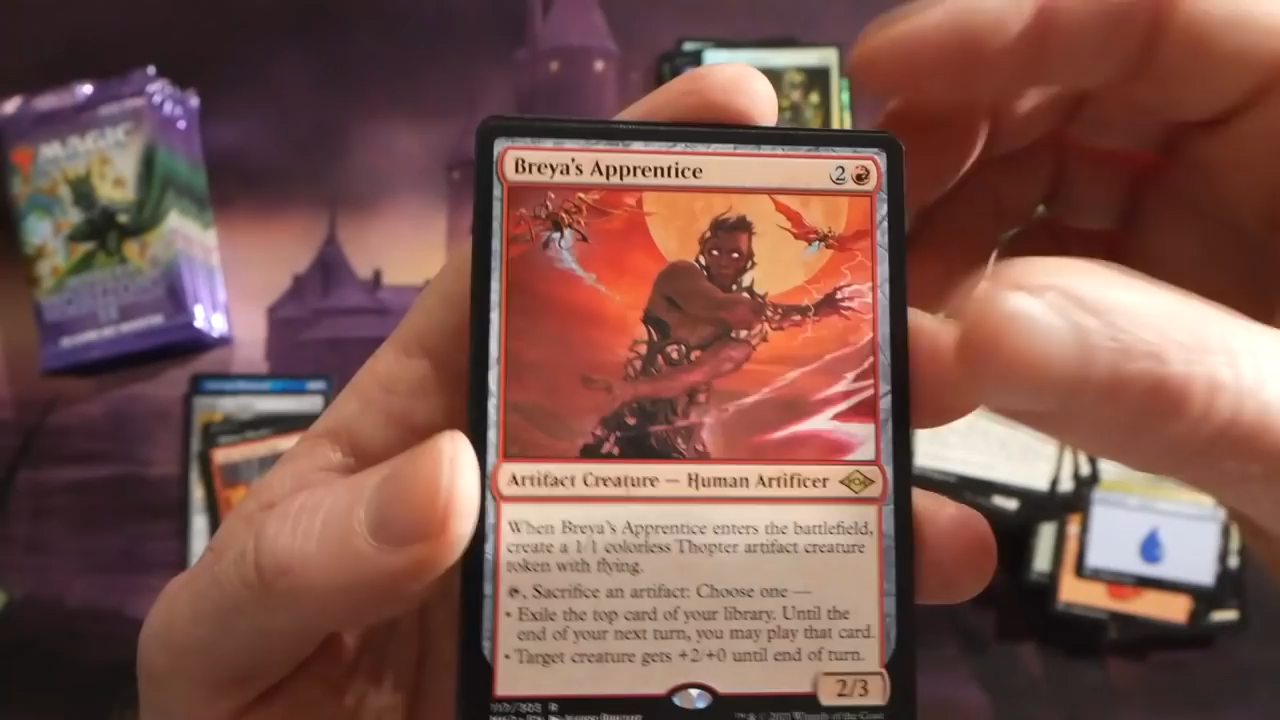 MAGIC
Breya's Apprentice 2
Artifact Creature — Human Artificer
When Breya's Apprentice enters the battlefield,
create a 1/1 colorless Thopter artifact creature
token with flying.
, Sacrifice an artifact: Choose one —
• Exile the top card of your library. Until the
end of your next turn, you may play that card.
• Target creature gets +2/+0 until end of turn.
2/3